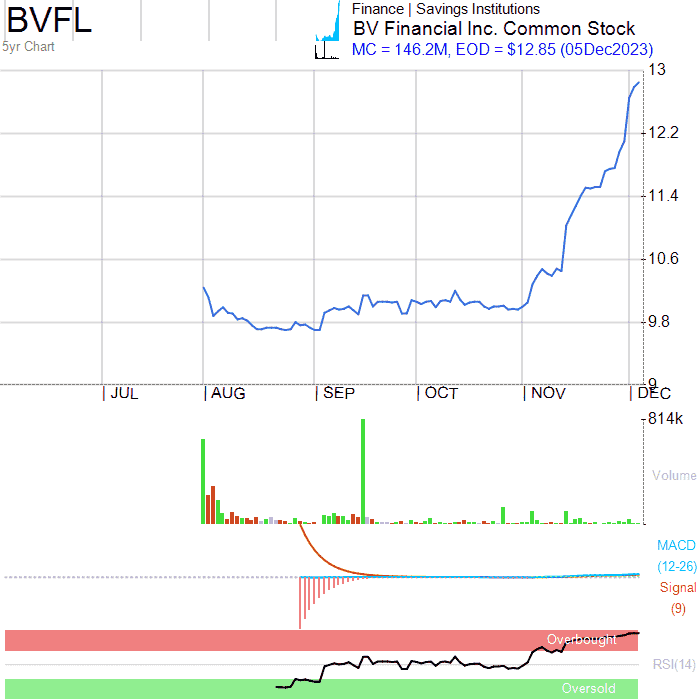 BVFL
5yr Chart
Finance | Savings Institutions
BV Financial Inc. Common Stock
MC = 146.2M, EOD = $12.85 (05Dec2023)
13
12.2
11.4
10.6
9.8
9
JUL AUG SEP OCT NOV DEC
814k
Volume
MACD
(12-26)
Signal
(9)
Overbought
RSI(14)
Oversold